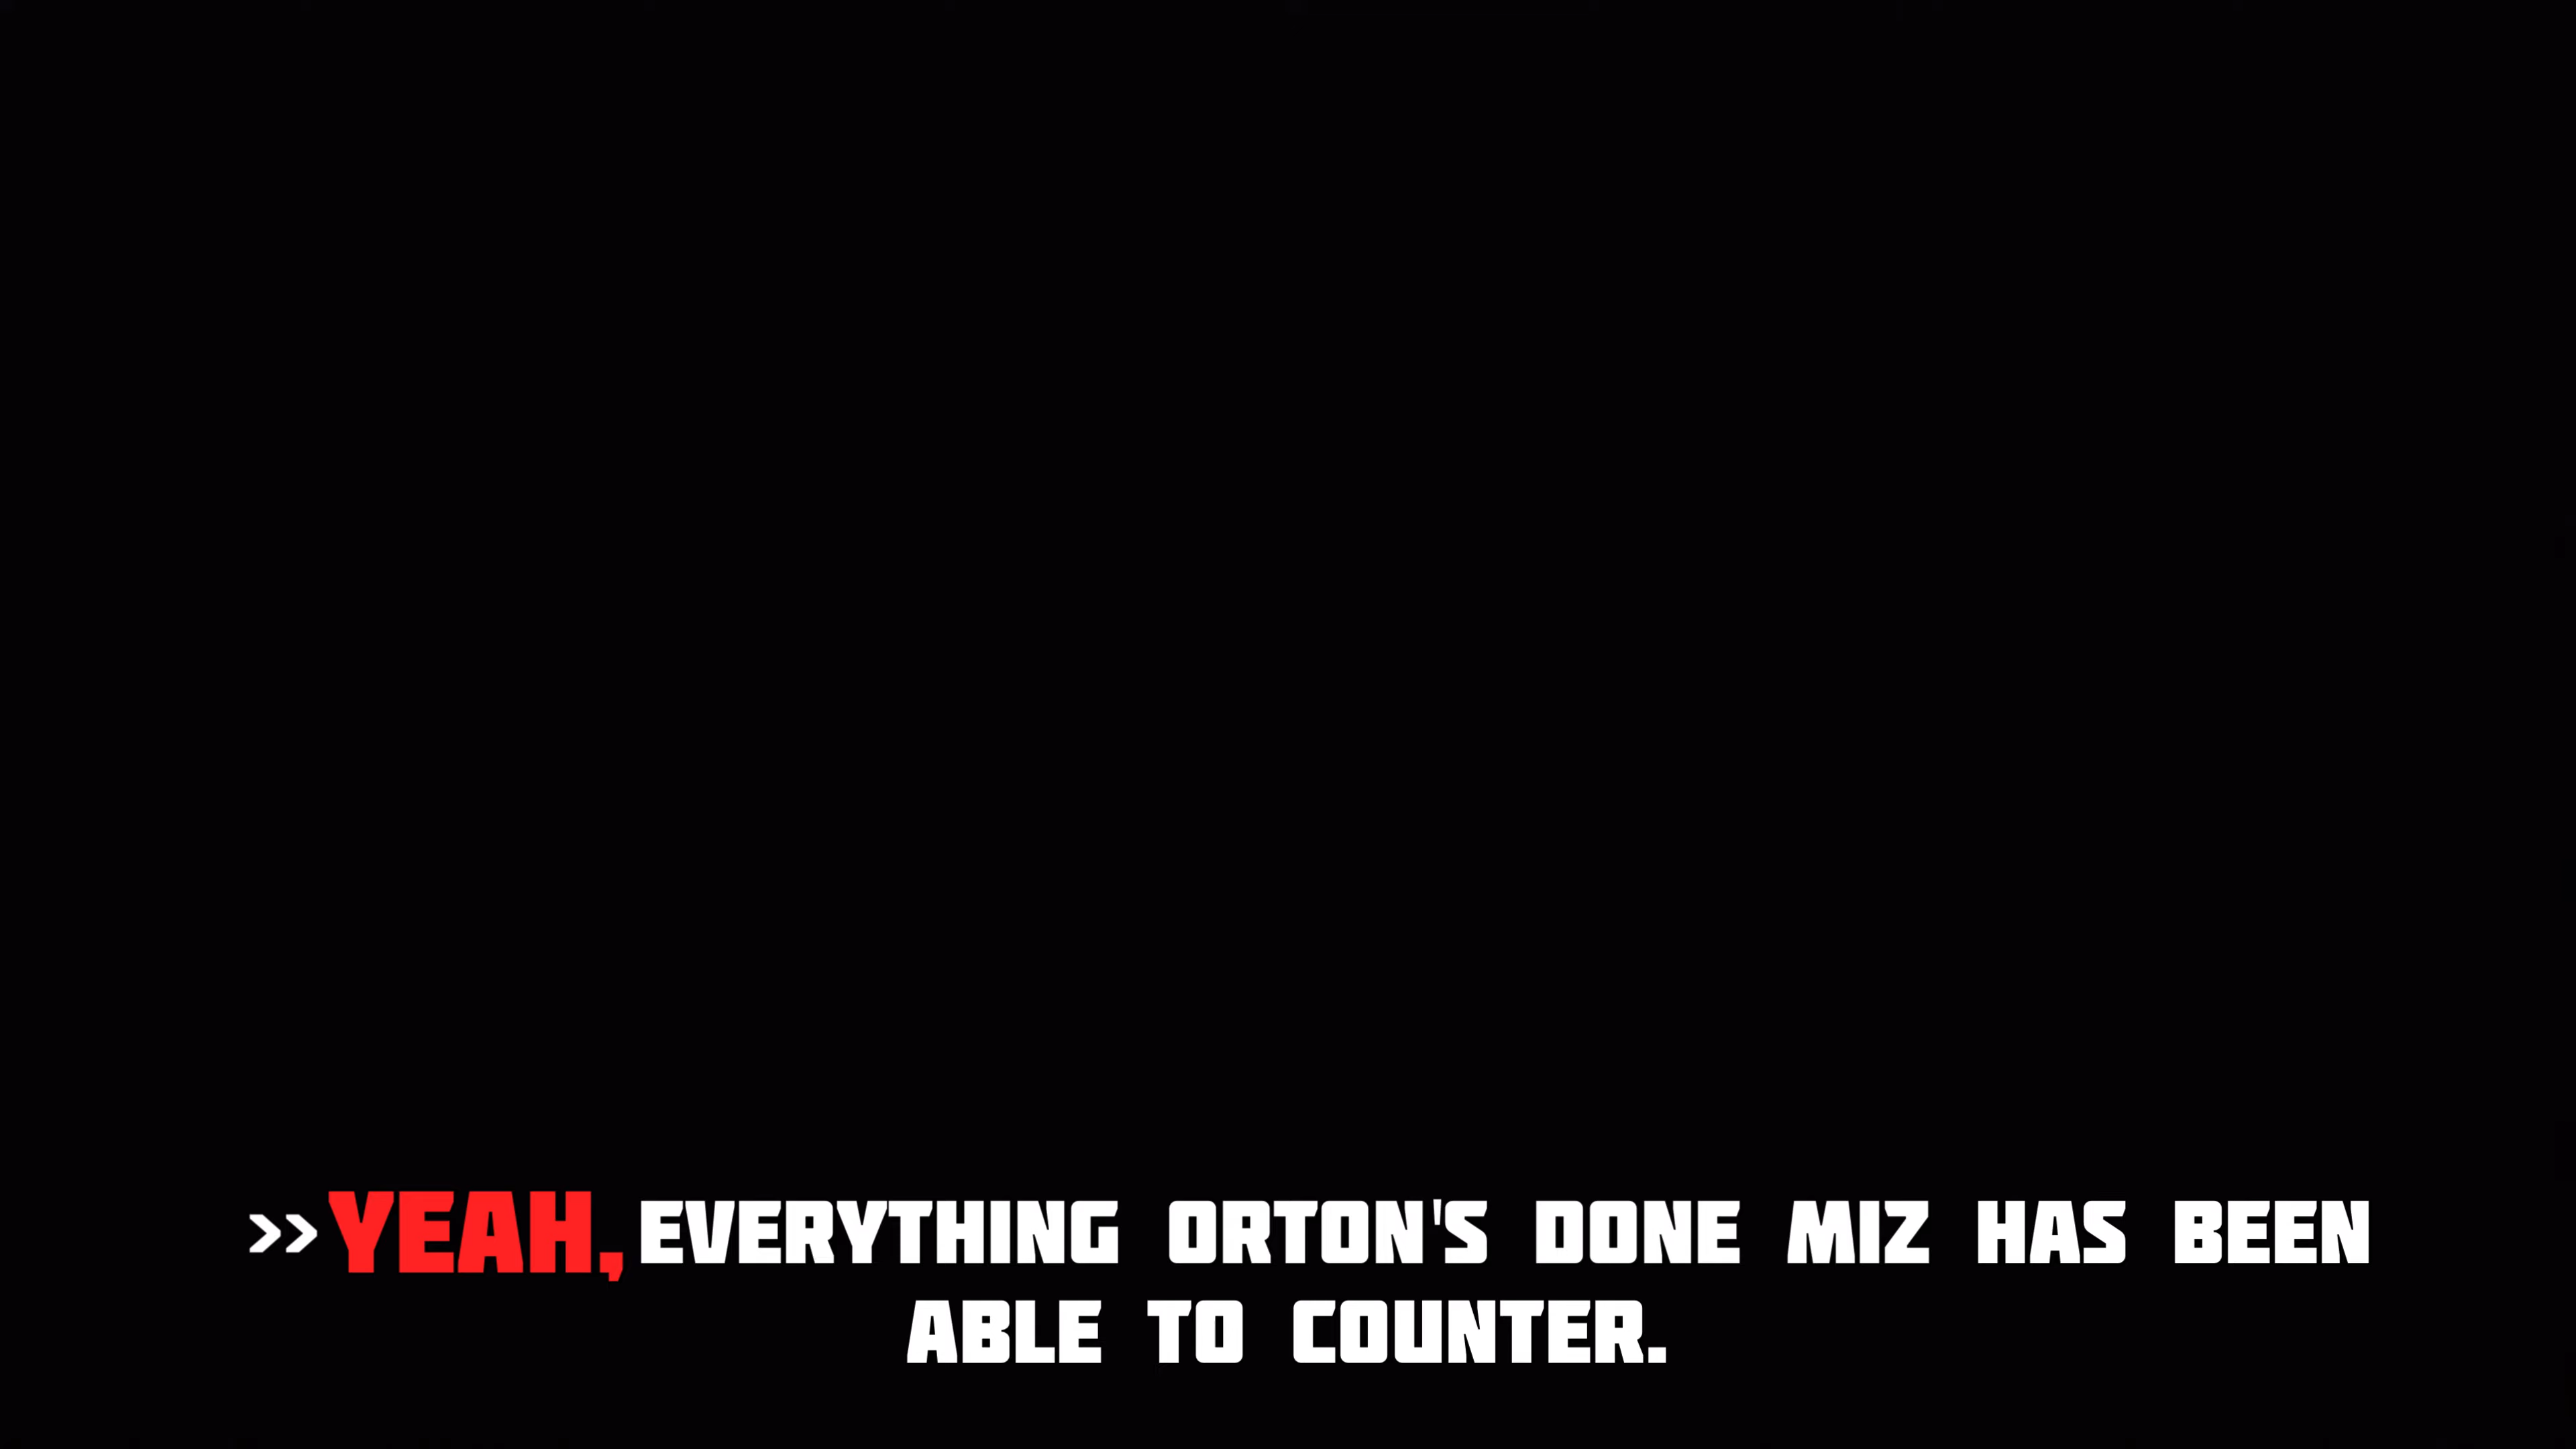 >> YEAH, EVERYTHING ORTON'S DONE MIZ HAS BEEN
ABLE TO COUNTER.